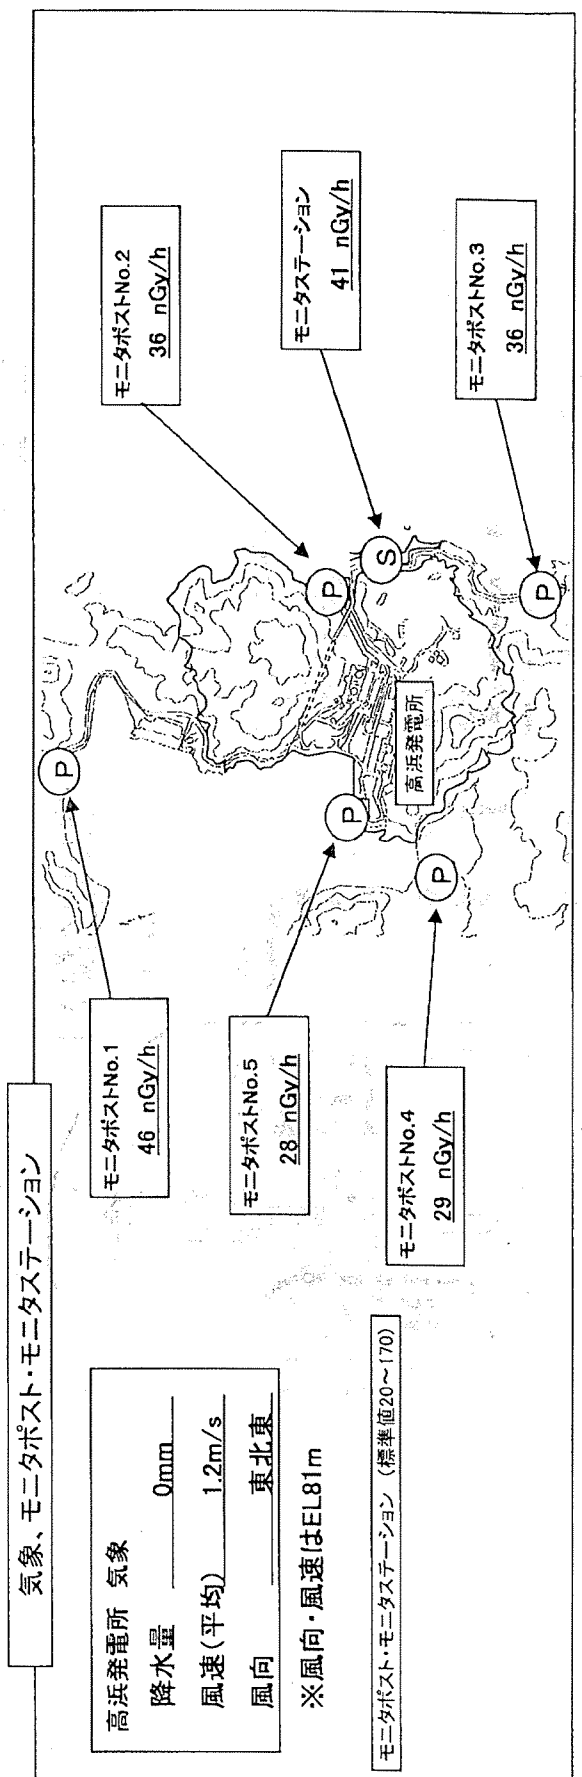 気象、モニタポスト・モニタステーション
高浜発電所 気象
降水量 0mm
風速(平均) 1.2m/s
風向 東北東
※風向・風速はEL81m
モニタポスト・モニタステーション (標準値20~170)
モニタポストNo.1
46 nGy/h
モニタポストNo.5
28 nGy/h
モニタポストNo.4
29 nGy/h
モニタポストNo.2
36 nGy/h
モニタステーション
41 nGy/h
モニタポストNo.3
36 nGy/h
P
P
P
P
S
P
高浜発電所